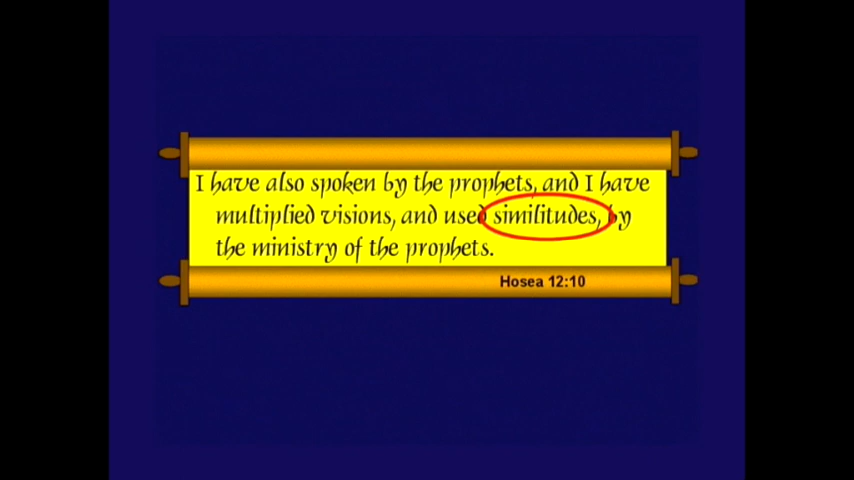 I have also spoken by the prophets, and I have
multiplied visions, and used similitudes, by
the ministry of the prophets.
Hosea 12:10